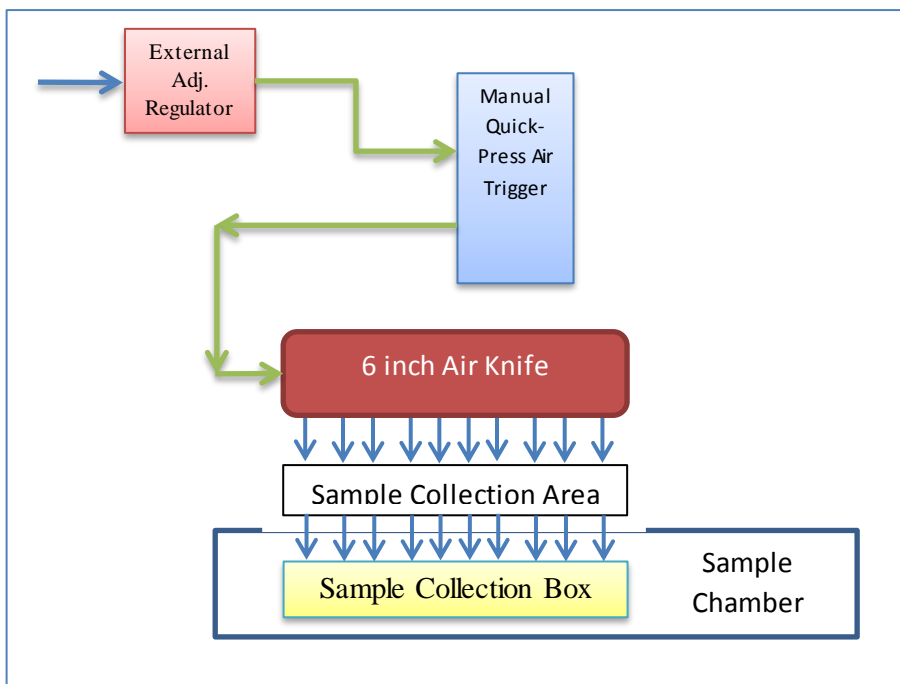 External
Adj.
Regulator
Manual
Quick-
Press Air
Trigger
6 inch Air Knife
Sample Collection Area
Sample Collection Box
Sample
Chamber